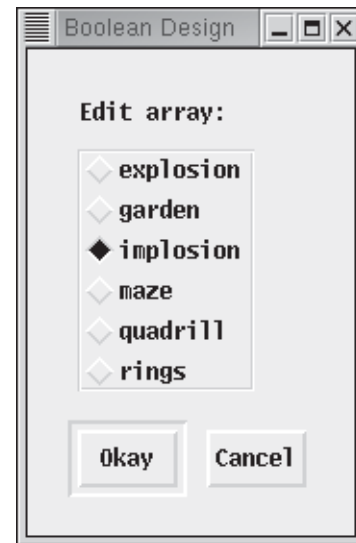 Boolean Design
Edit array:
explosion
garden
implosion
maze
quadrill
rings
Okay Cancel